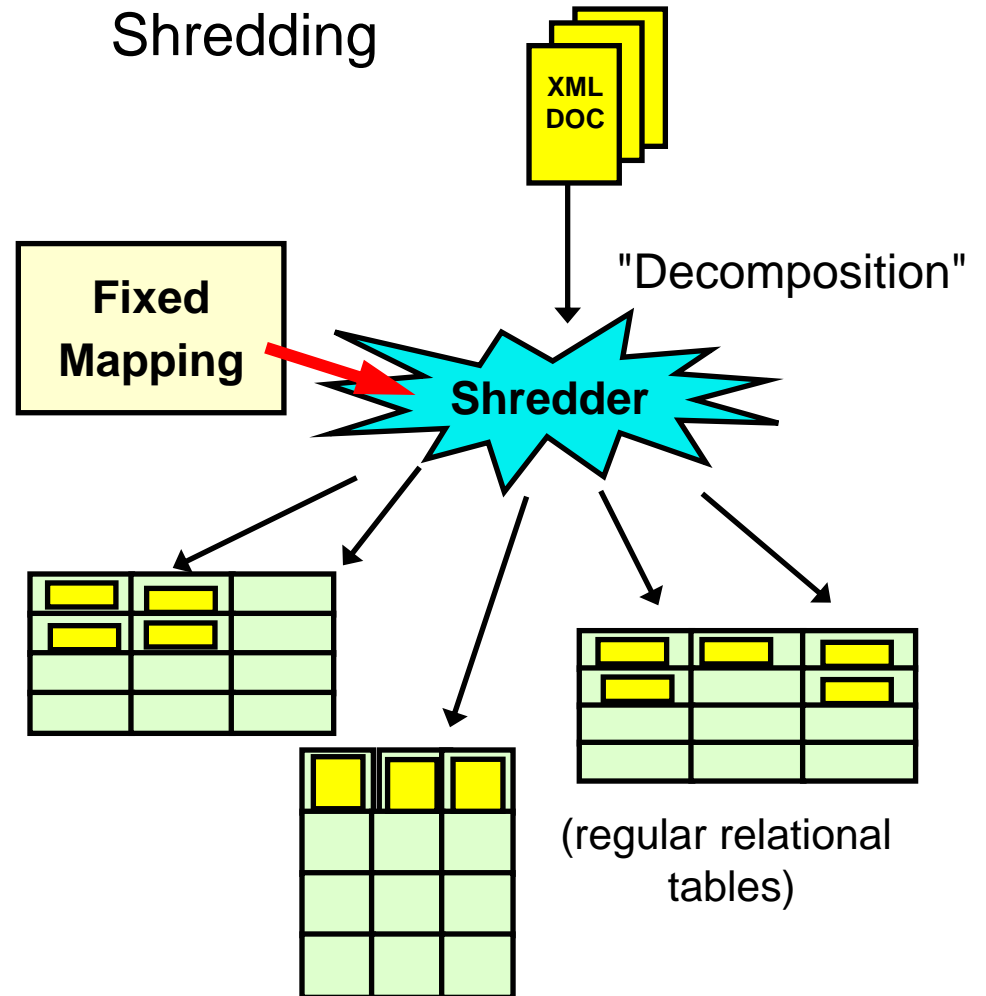 Shredding
XML
DOC
"Decomposition"
Fixed
Mapping
Shredder
(regular relational
tables)